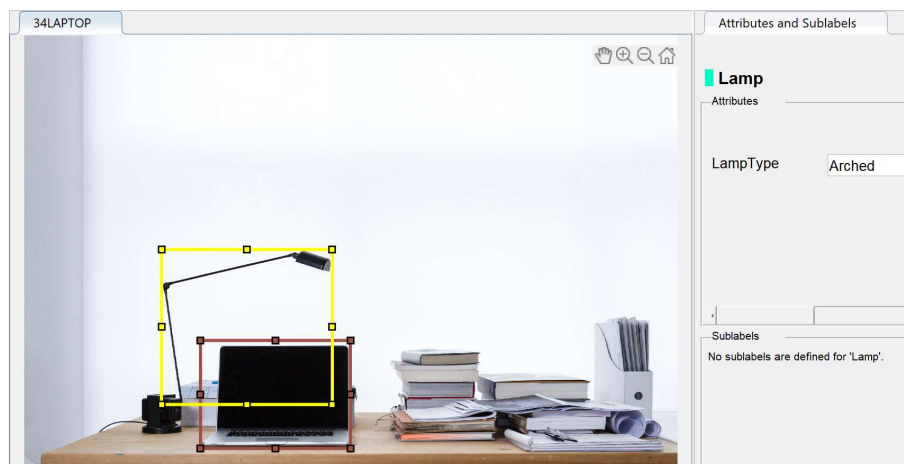 34LAPTOP
Attributes and Sublabels
Lamp
Attributes
LampType
Arched
Sublabels
No sublabels are defined for 'Lamp'.